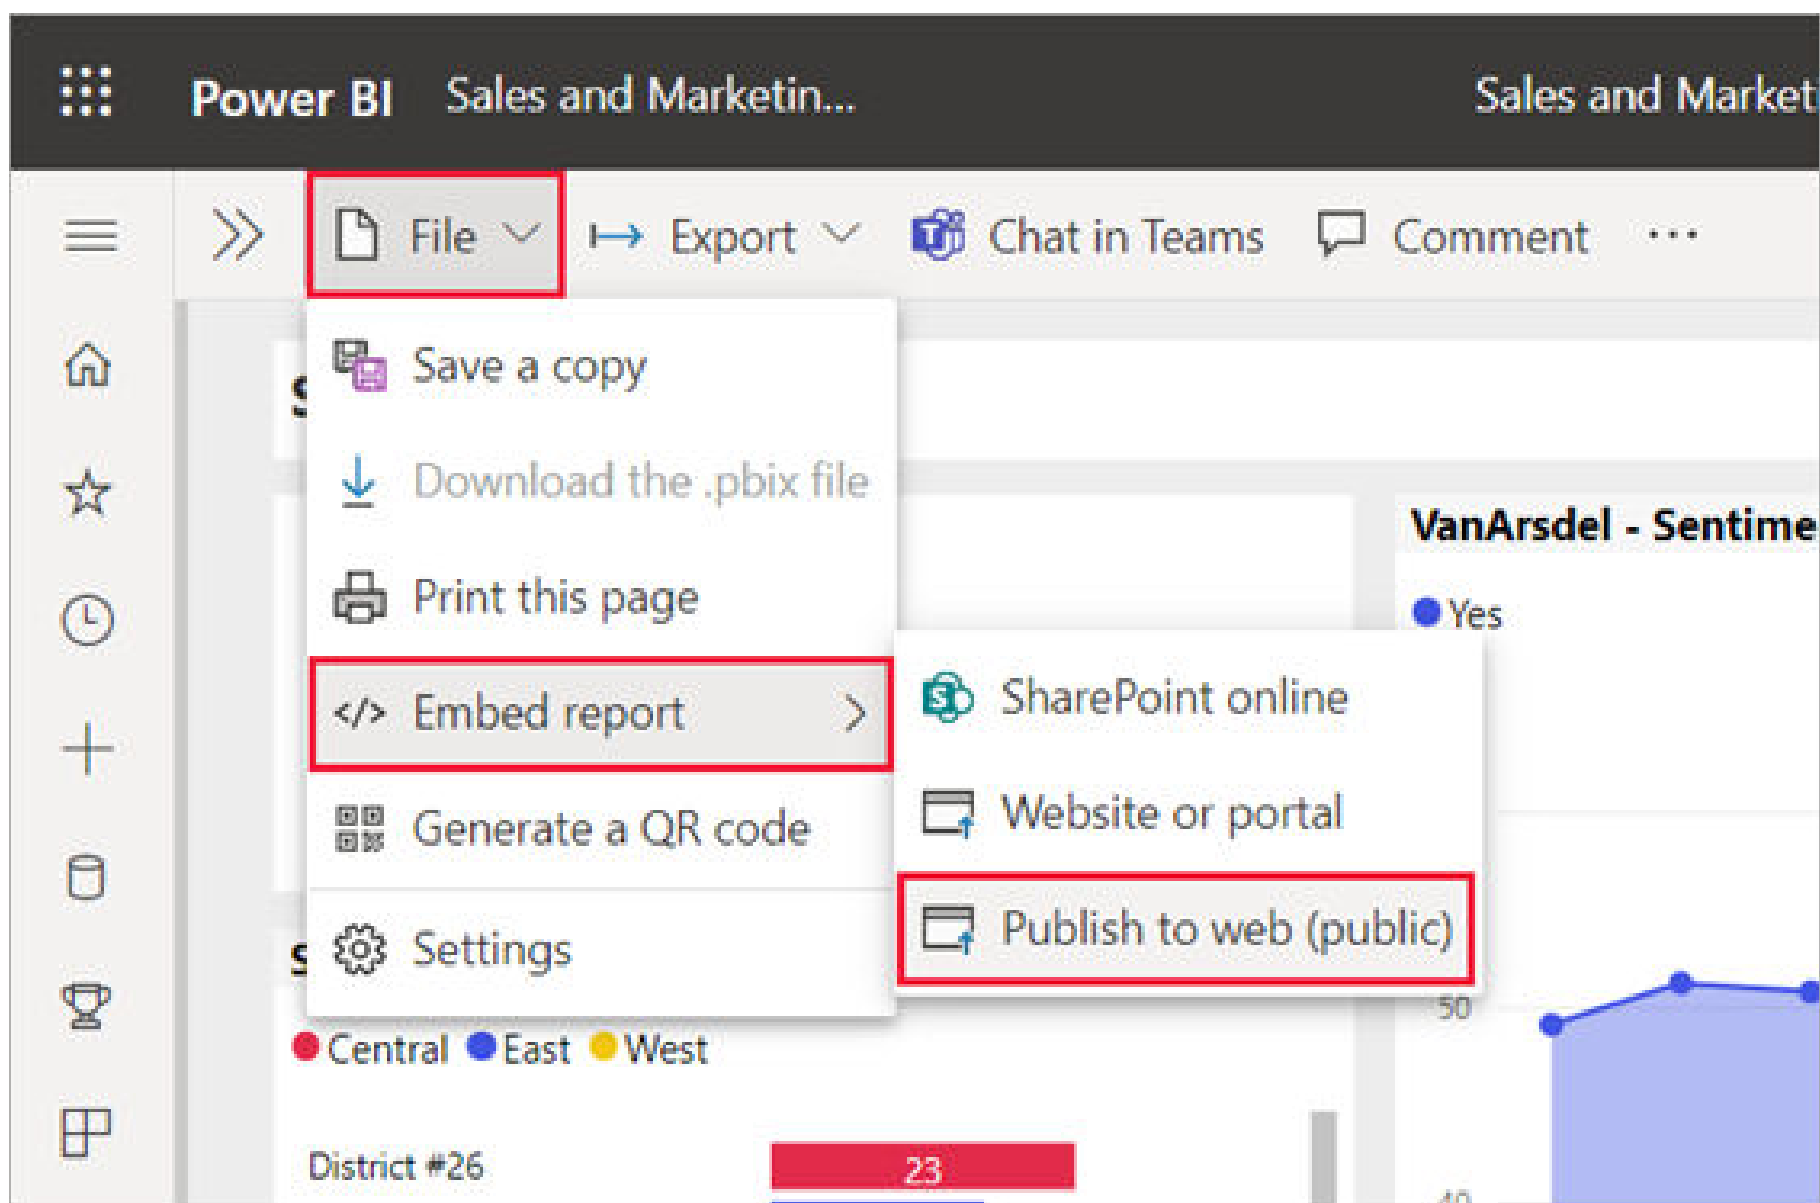 Power BI Sales and Marketin... Sales and Market
File Export Chat in Teams Comment ...
Save a copy
Download the .pbix file
Print this page
Embed report
Generate a QR code
Settings
SharePoint online
Website or portal
Publish to web (public)
VanArsdel - Sentime
Yes
50
40
Central East West
District #26
23